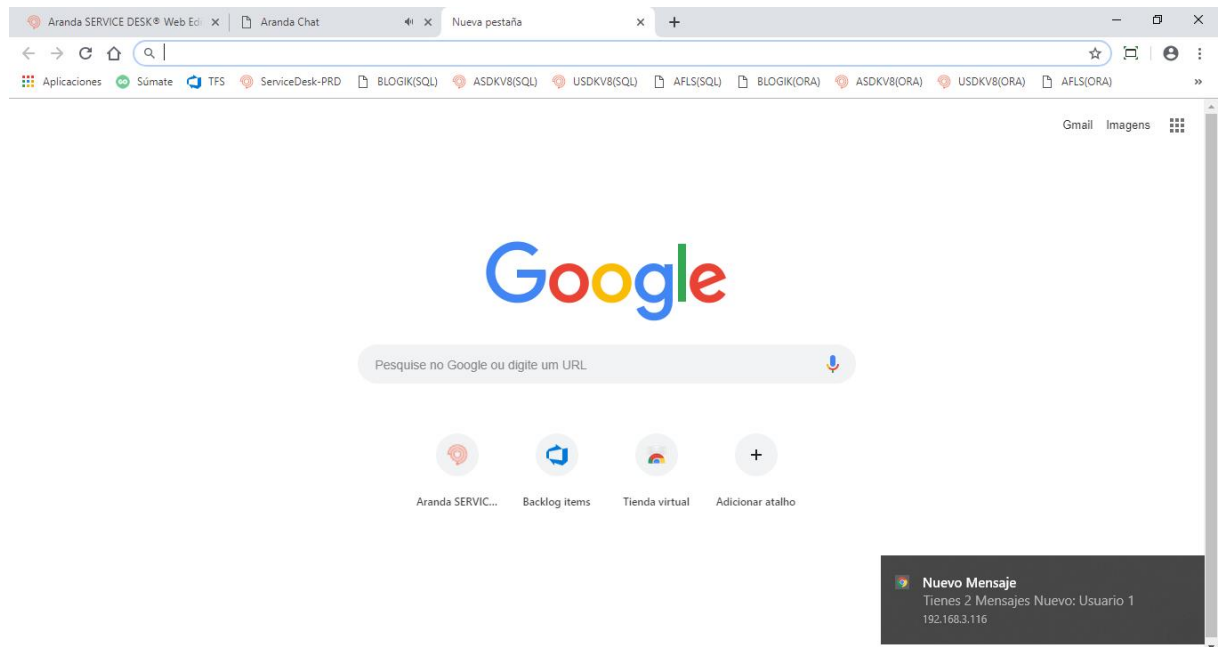 Aranda SERVICE DESK® Web Edi
Aranda Chat
Nueva pestaña
Aplicaciones Súmate TFS ServiceDesk-PRD BLOGIK(SQL) ASDKV8(SQL) USDKV8(SQL) AFLS(SQL) BLOGIK(ORA) ASDKV8(ORA) USDKV8(ORA) AFLS(ORA) »
Gmail Imagens
Google
Pesquise no Google ou digite um URL
Aranda SERVIC... Backlog items Tienda virtual Adicionar atalho
Nuevo Mensaje
Tienes 2 Mensajes Nuevo: Usuario 1
192.168.3.116